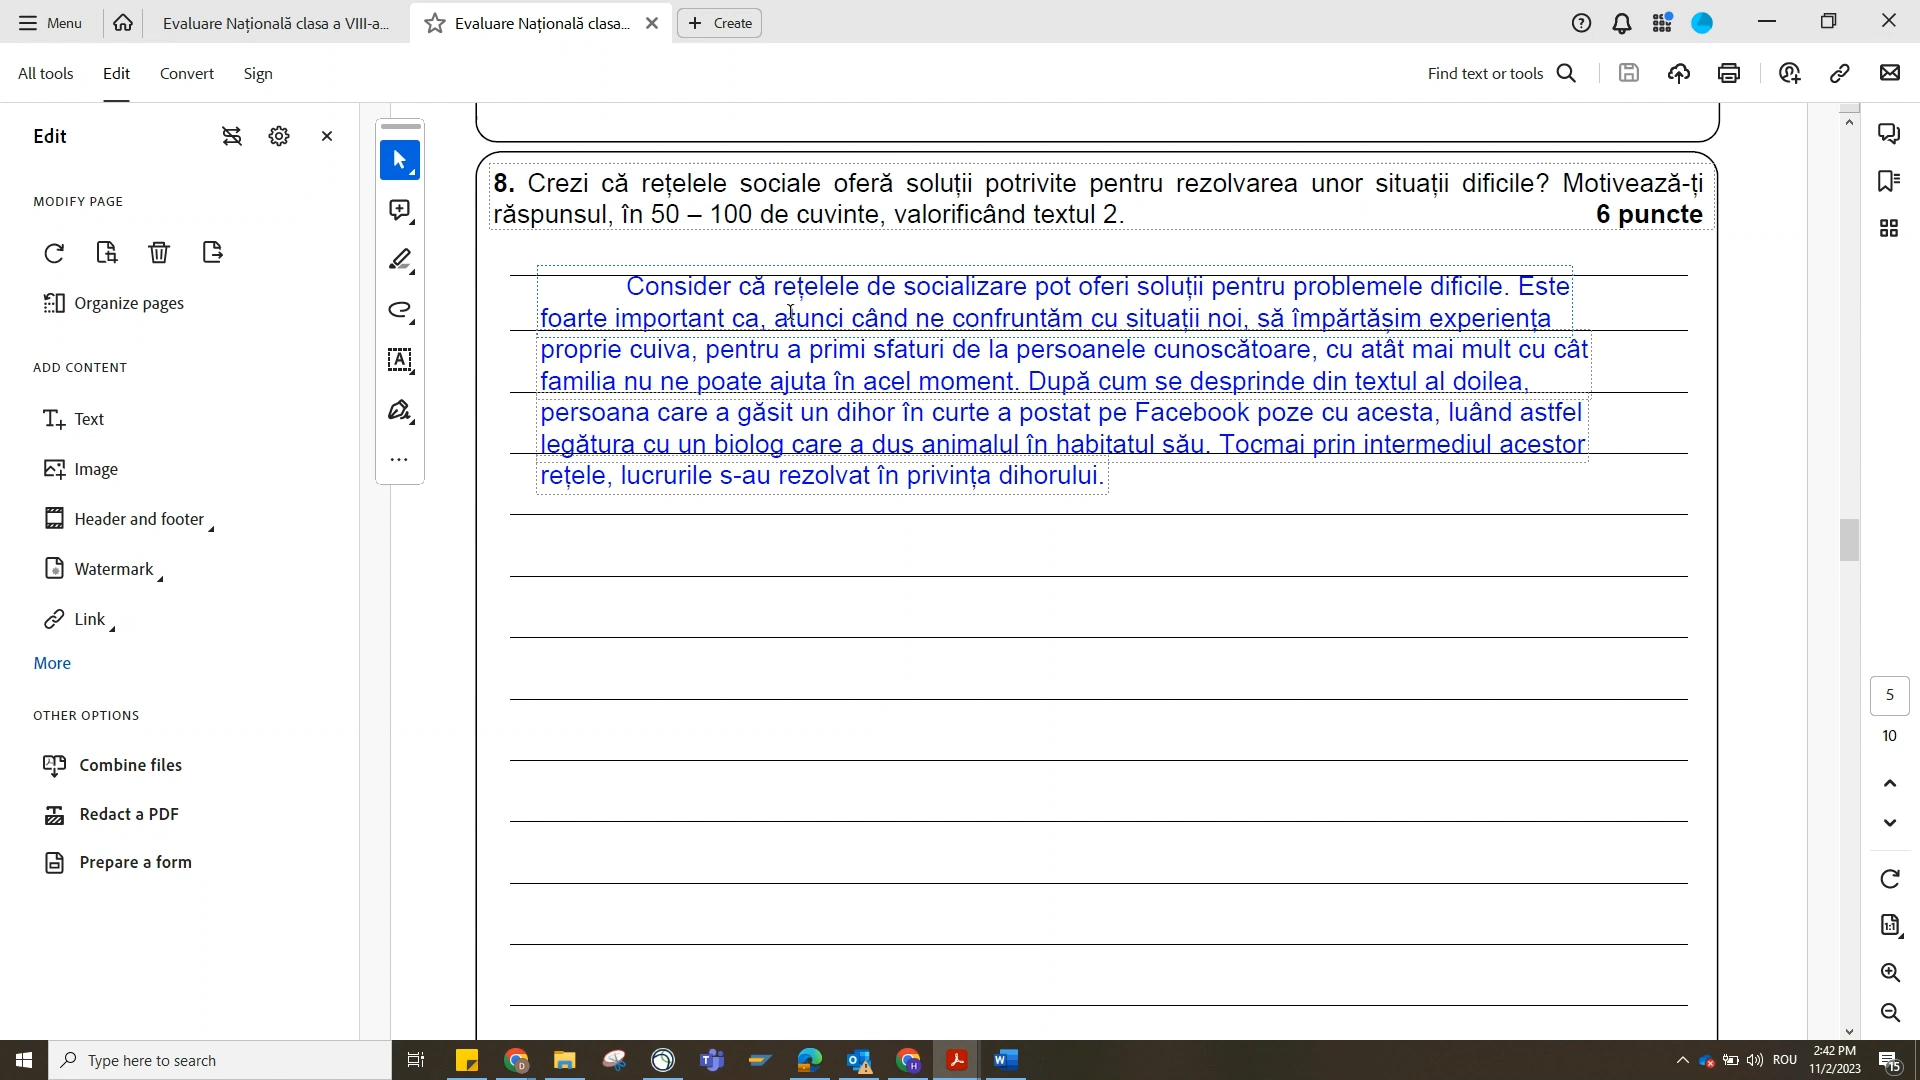 Menu
Evaluare Națională clasa a VIII-a...
Evaluare Națională clasa...
Create
All tools
Edit
Convert
Sign
Find text or tools
Edit
MODIFY PAGE
Organize pages
ADD CONTENT
Text
Image
Header and footer
Watermark
Link
More
OTHER OPTIONS
Combine files
Redact a PDF
Prepare a form
8. Crezi că rețelele sociale oferă soluții potrivite pentru rezolvarea unor situații dificile? Motivează-ți
răspunsul, în 50 – 100 de cuvinte, valorificând textul 2. 6 puncte
Consider că rețelele de socializare pot oferi soluții pentru problemele dificile. Este
foarte important ca, atunci când ne confruntăm cu situații noi, să împărtășim experiența
proprie cuiva, pentru a primi sfaturi de la persoanele cunoscătoare, cu atât mai mult cu cât
familia nu ne poate ajuta în acel moment. După cum se desprinde din textul al doilea,
persoana care a găsit un dihor în curte a postat pe Facebook poze cu acesta, luând astfel
legătura cu un biolog care a dus animalul în habitatul său. Tocmai prin intermediul acestor
rețele, lucrurile s-au rezolvat în privința dihorului.
5
10
Type here to search
ROU
2:42 PM
11/2/2023
15